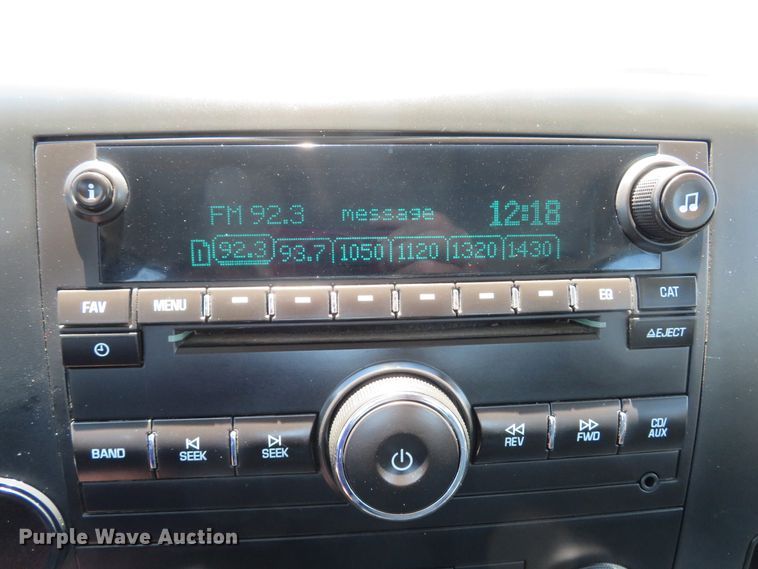 i
FM 92.3 message 12:18
D 92.3 93.7 1050 1120 1320 1430
FAV MENU EQ CAT
EJECT
BAND SEEK SEEK REV FWD CD/
AUX
Purple Wave Auction